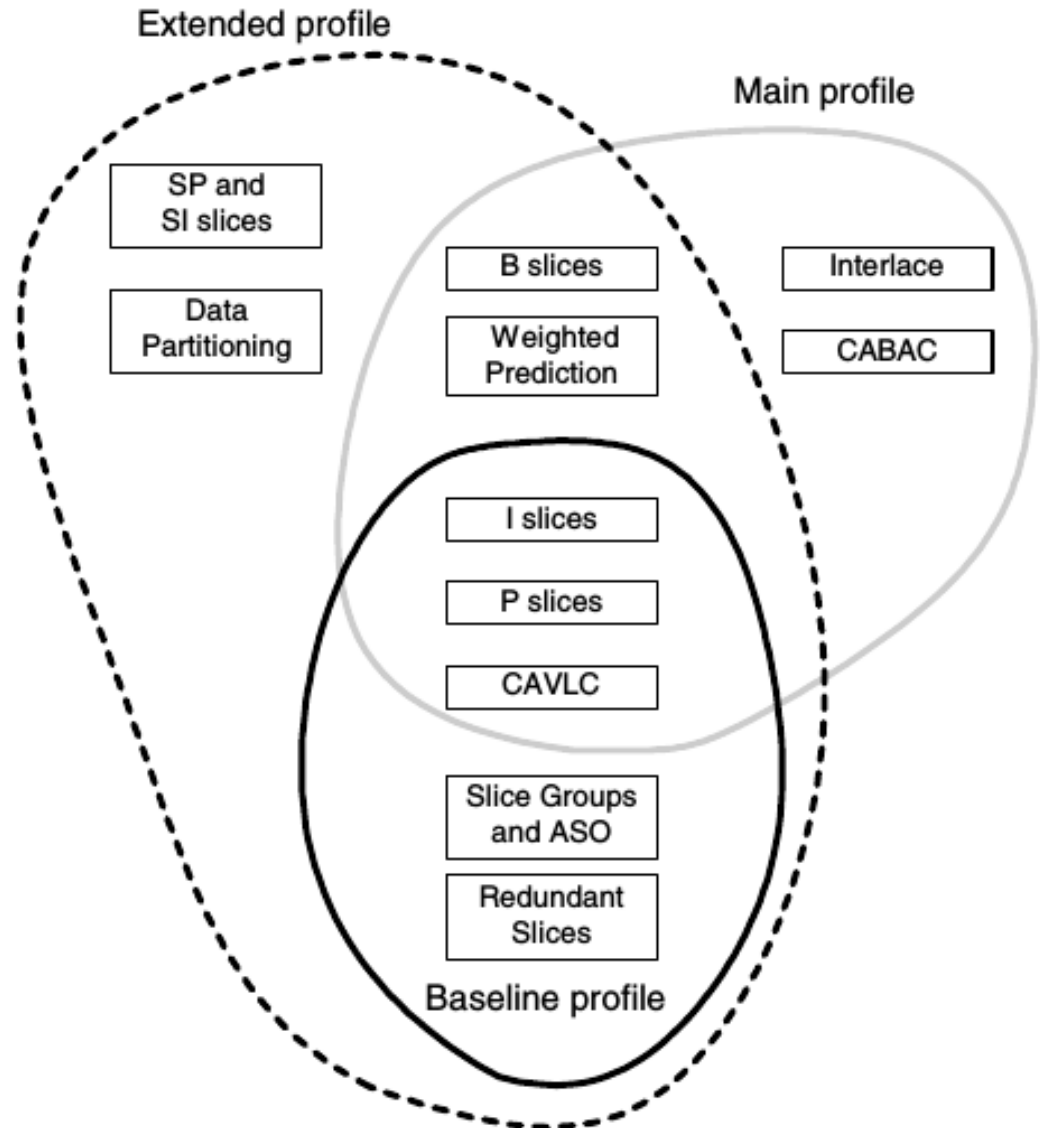 Extended profile
Main profile
SP and
SI slices
B slices
Interlace
Data
Partitioning
Weighted
Prediction
CABAC
I slices
P slices
CAVLC
Slice Groups
and ASO
Redundant
Slices
Baseline profile